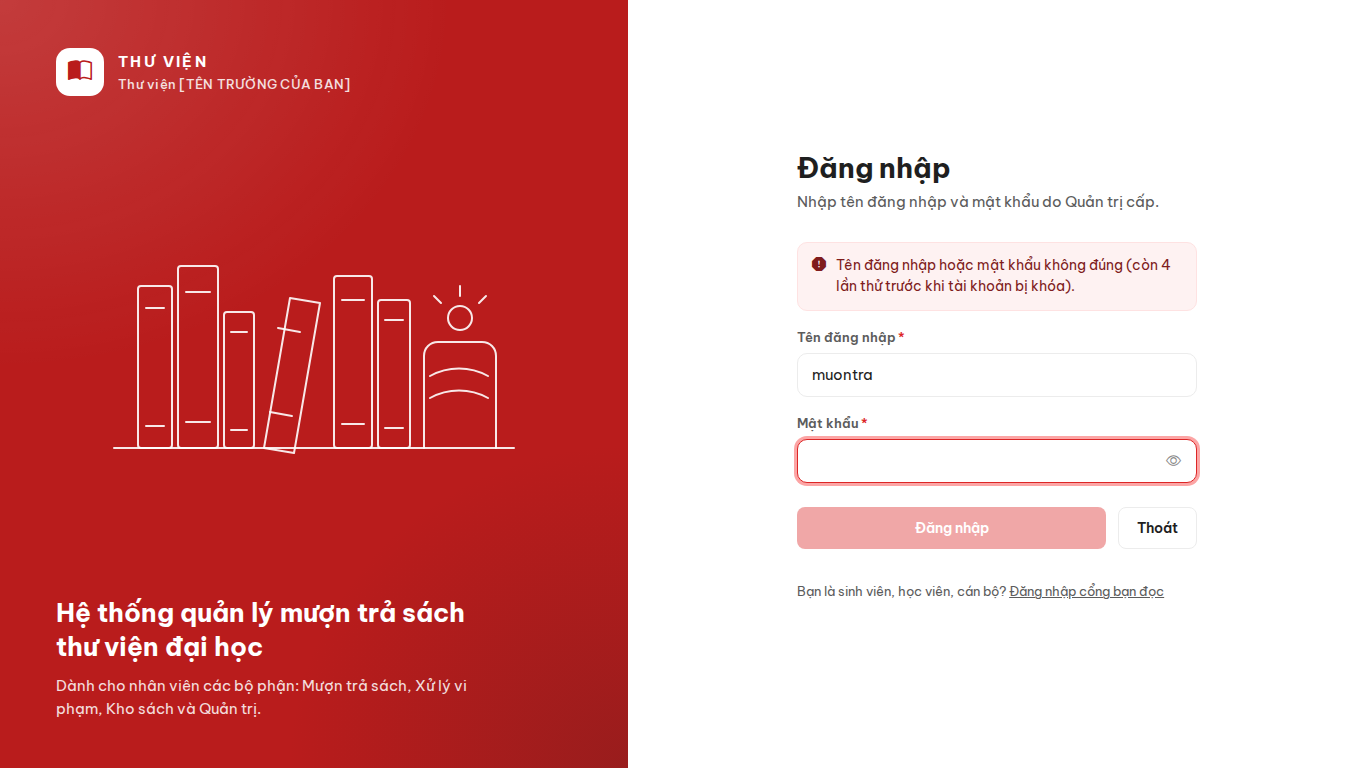 THƯ VIỆN
Thư viện [TÊN TRƯỜNG CỦA BẠN]
Hệ thống quản lý mượn trả sách
thư viện đại học
Dành cho nhân viên các bộ phận: Mượn trả sách, Xử lý vi
phạm, Kho sách và Quản trị.
Đăng nhập
Nhập tên đăng nhập và mật khẩu do Quản trị cấp.
Tên đăng nhập hoặc mật khẩu không đúng (còn 4
lần thử trước khi tài khoản bị khóa).
Tên đăng nhập *
muontra
Mật khẩu *
Đăng nhập
Thoát
Bạn là sinh viên, học viên, cán bộ? Đăng nhập cổng bạn đọc